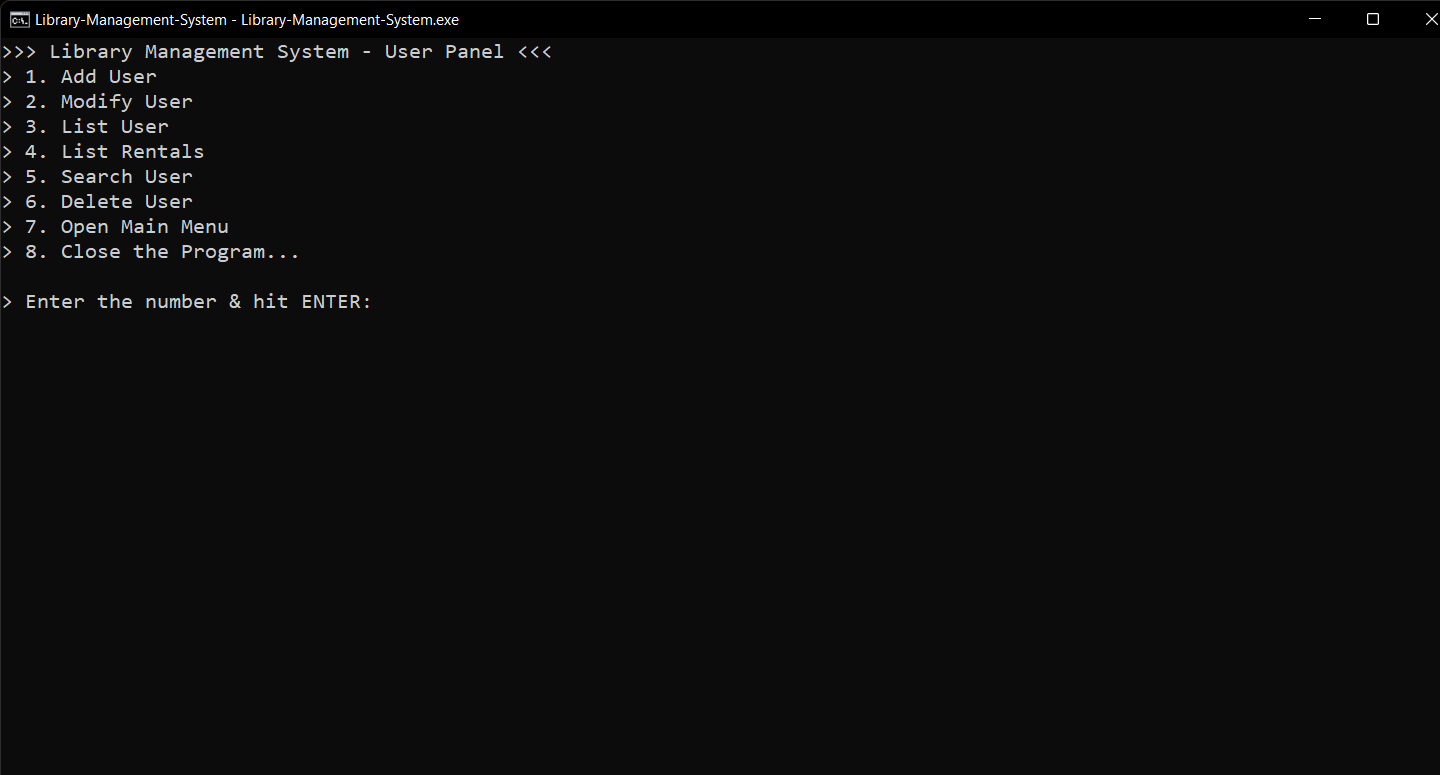 Library-Management-System - Library-Management-System.exe
>>> Library Management System - User Panel <<<
> 1. Add User
> 2. Modify User
> 3. List User
> 4. List Rentals
> 5. Search User
> 6. Delete User
> 7. Open Main Menu
> 8. Close the Program...
> Enter the number & hit ENTER: